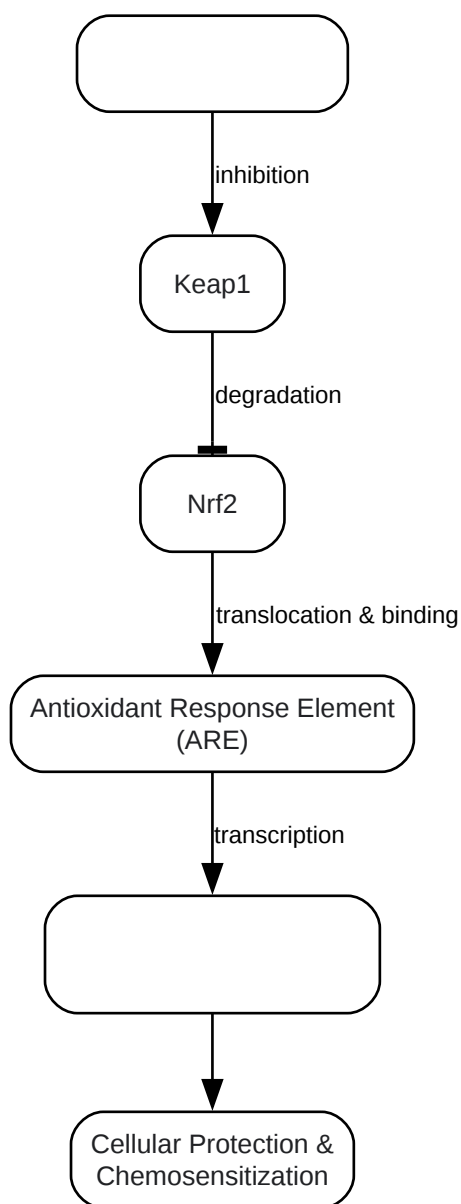 inhibition
Keap1
degradation
Nrf2
translocation & binding
Antioxidant Response Element
(ARE)
transcription
Cellular Protection &
Chemosensitization